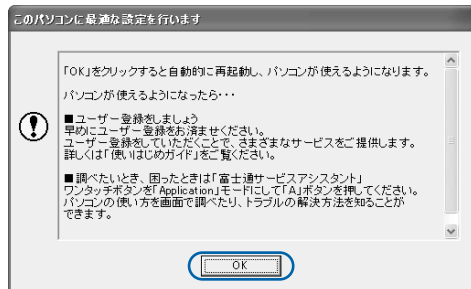 このパソコンに最適な設定を行います
「OK」をクリックすると自動的に再起動し、パソコンが使えるようになります。
パソコンが使えるようになったら・・・
■ユーザー登録をしましょう
早めにユーザー登録をお済ませください。
ユーザー登録をしていただくことで、さまざまなサービスをご提供します。
詳しくは「使いはじめガイド」をご覧ください。
■調べたいとき、困ったときは「富士通サービスアシスタント」
ワンタッチボタンを「Application」モードにして「A」ボタンを押してください。
パソコンの使い方を画面で調べたり、トラブルの解決方法を知ることが
できます。
OK